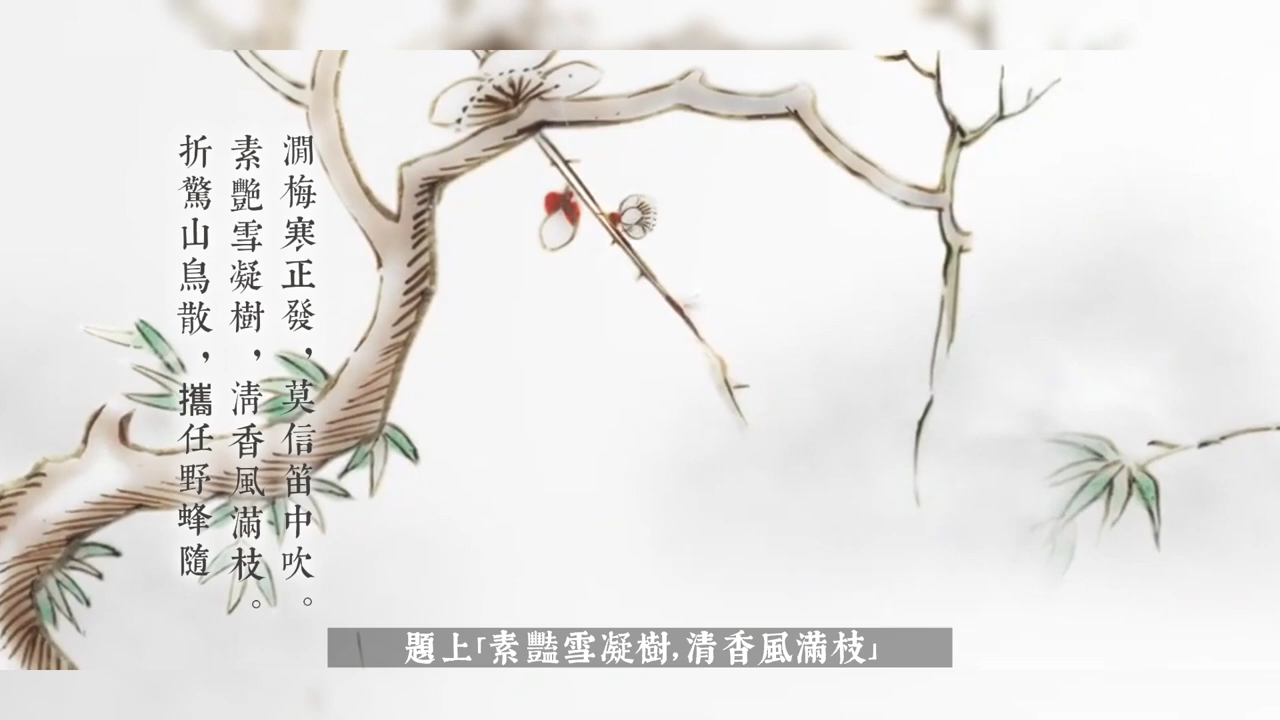 澗梅寒正發，莫信笛中吹。
素艷雪凝樹，清香風滿枝。
折驚山鳥散，攜任野蜂隨
題上「素豔雪凝樹，清香風滿枝」